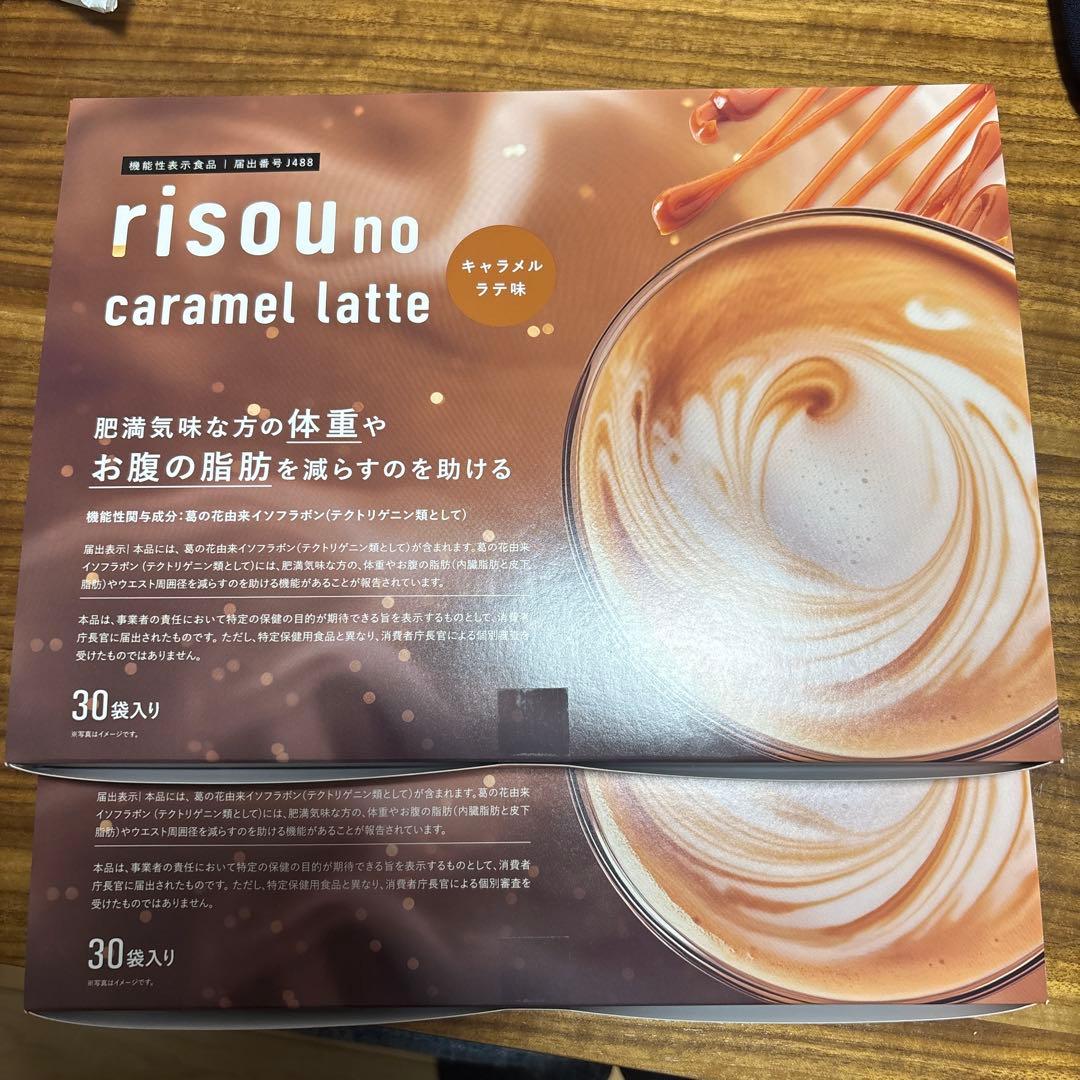 機能性表示食品 | 届出番号J488
risou no
caramel latte
キャラメル
ラテ味
肥満気味な方の体重や
お腹の脂肪を減らすのを助ける
機能性関与成分:葛の花由来イソフラボン(テクトリゲニン類として)
届出表示| 本品には、葛の花由来イソフラボン(テクトリゲニン類として)が含まれます。葛の花由来
イソフラボン(テクトリゲニン類として)には、肥満気味な方の、体重やお腹の脂肪(内臓脂肪と皮下
脂肪)やウエスト周囲径を減らすのを助ける機能があることが報告されています。
本品は、事業者の責任において特定の保健の目的が期待できる旨を表示するものとして、消費者
庁長官に届出されたものです。ただし、特定保健用食品と異なり、消費者庁長官による個別審査を
受けたものではありません。
30袋入り
※写真はイメージです。
届出表示| 本品には、葛の花由来イソフラボン(テクトリゲニン類として)が含まれます。葛の花由来
イソフラボン(テクトリゲニン類として)には、肥満気味な方の、体重やお腹の脂肪(内臓脂肪と皮下
脂肪)やウエスト周囲径を減らすのを助ける機能があることが報告されています。
本品は、事業者の責任において特定の保健の目的が期待できる旨を表示するものとして、消費者
庁長官に届出されたものです。ただし、特定保健用食品と異なり、消費者庁長官による個別審査を
受けたものではありません。
30袋入り
※写真はイメージです。